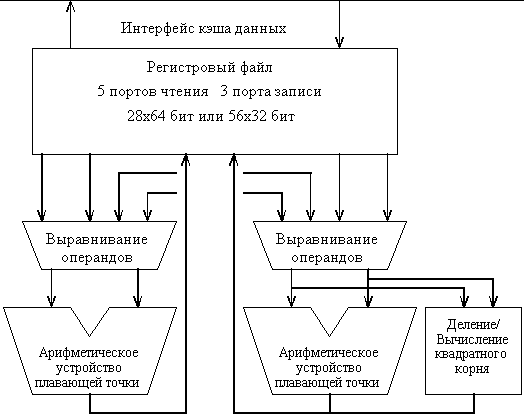 Интерфейс кэша данных
Регистровый файл
5 портов чтения 3 порта записи
28x64 бит или 56x32 бит
Выравнивание
операндов
Выравнивание
операндов
Арифметическое
устройство
плавающей точки
Арифметическое
устройство
плавающей точки
Деление/
Вычисление
квадратного
корня